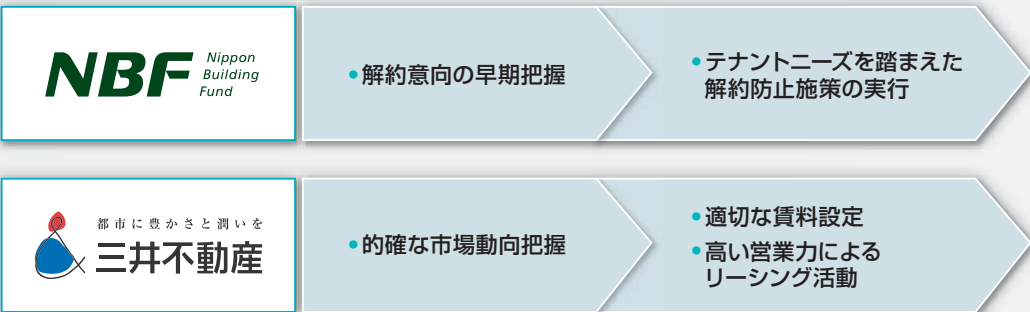 NBF
Nippon
Building
Fund
•解約意向の早期把握
•テナントニーズを踏まえた
解約防止施策の実行
都市に豊かさと潤いを
三井不動産
•的確な市場動向把握
•適切な賃料設定
•高い営業力による
リーシング活動